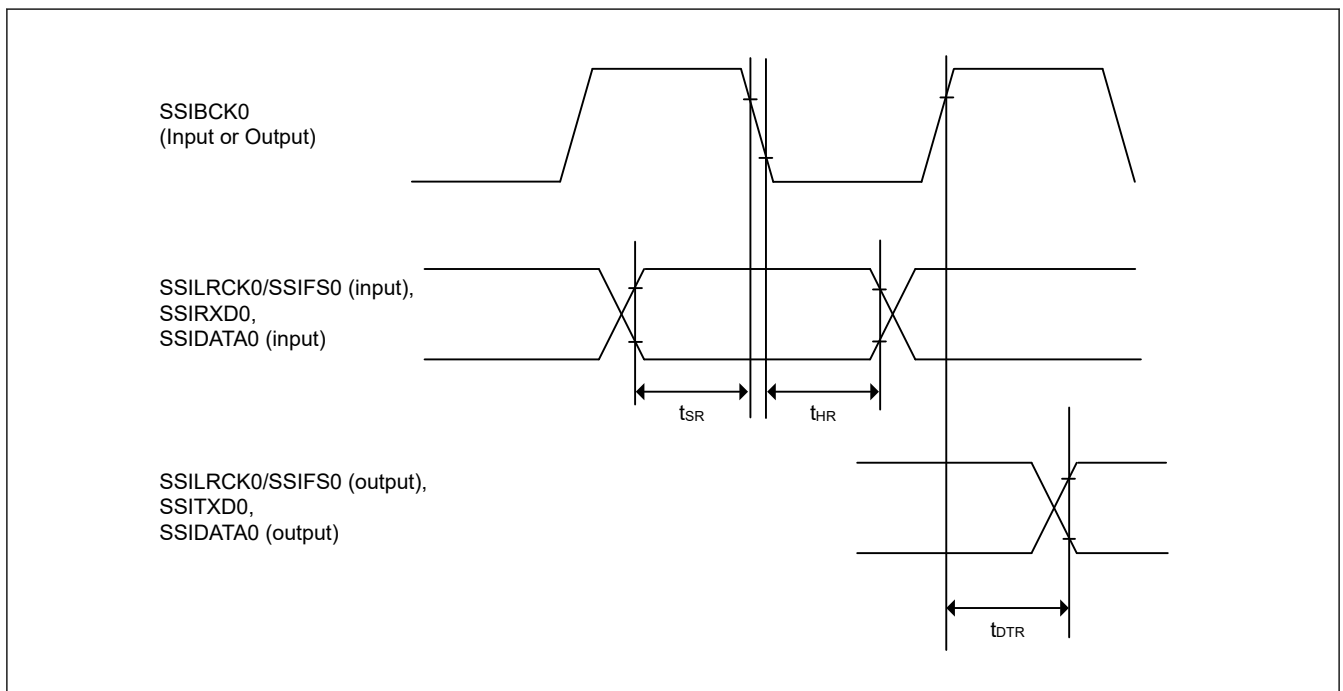 SSIBCK0
(Input or Output)
SSILRCK0/SSIFS0 (input),
SSIRXD0,
SSIDATA0 (input)
tSR
tHR
SSILRCK0/SSIFS0 (output),
SSITXD0,
SSIDATA0 (output)
tDTR